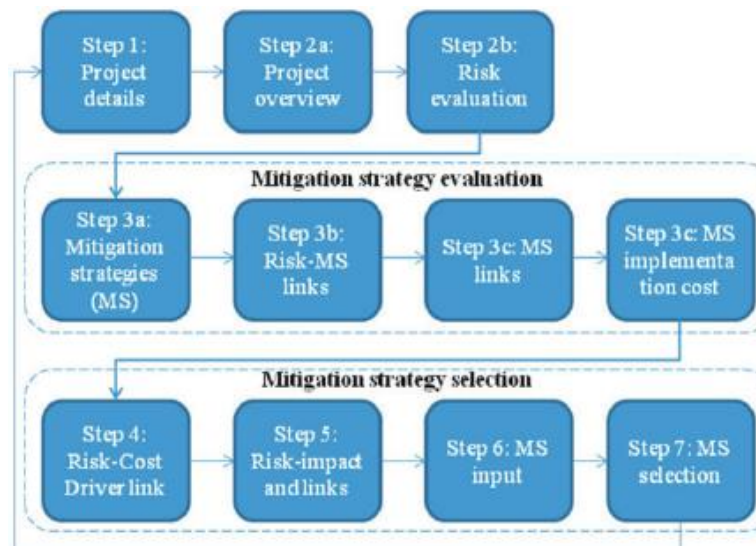 Step 1:
Project
details
Step 2a:
Project
overview
Step 2b:
Risk
evaluation
Mitigation strategy evaluation
Step 3a:
Mitigation
strategies
(MS)
Step 3b:
Risk-MS
links
Step 3c: MS
links
Step 3c: MS
implementa
tion cost
Mitigation strategy selection
Step 4:
Risk-Cost
Driver link
Step 5:
Risk-impact
and links
Step 6: MS
input
Step 7: MS
selection